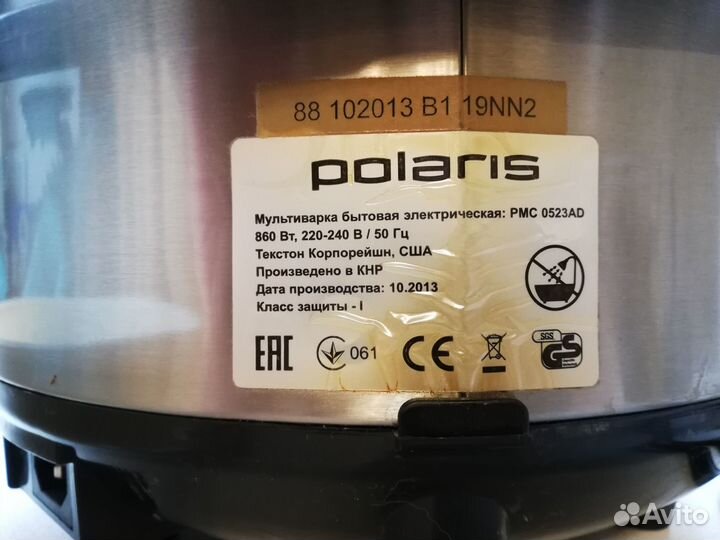 88 102013 B1 19NN2
polaris
Мультиварка бытовая электрическая: PMC 0523AD
860 Вт, 220-240 В / 50 Гц
Текстон Корпорейшн, США
Произведено в КНР
Дата производства: 10.2013
Класс защиты - I
EAC 061 CE SGS GS
Avito